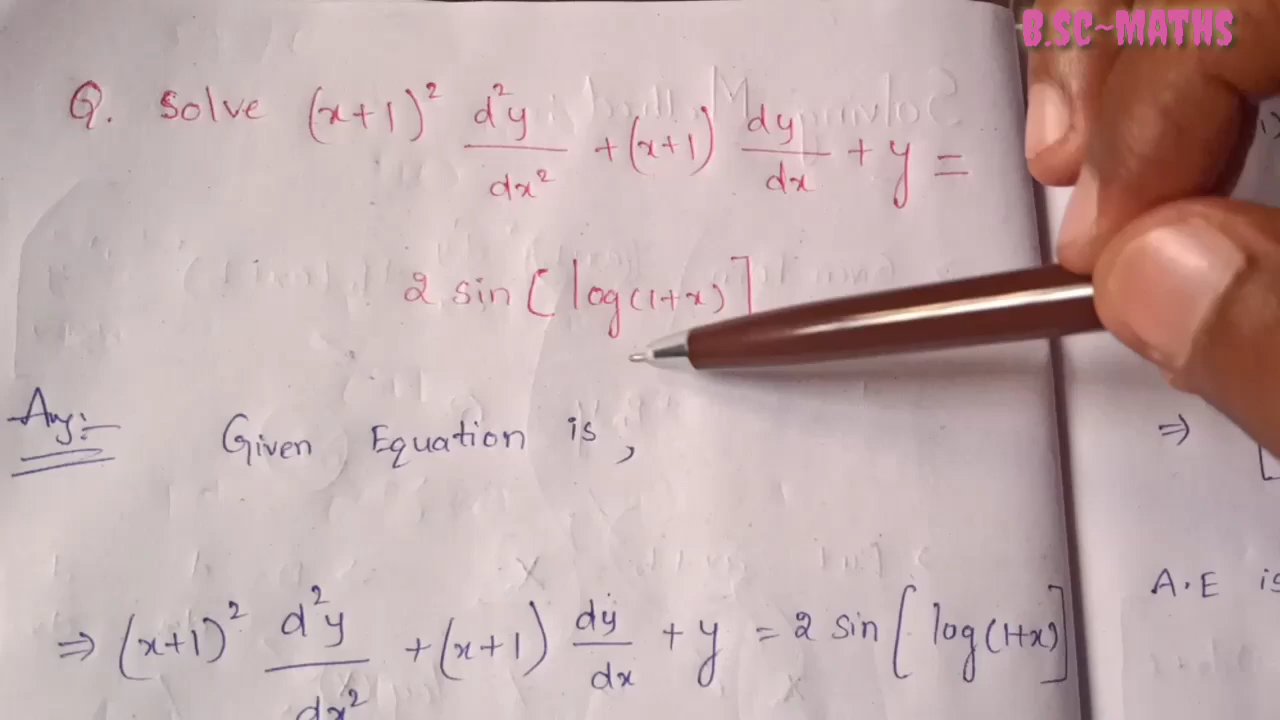 B.SC~MATHS
Q. Solve (x+1)² d²y/dx² + (x+1) dy/dx + y =
2 sin [log(1+x)]
Ans:-
Given Equation is,
⇒ (x+1)² d²y/dx² + (x+1) dy/dx + y = 2 sin [log(1+x)]
⇒
A.E is